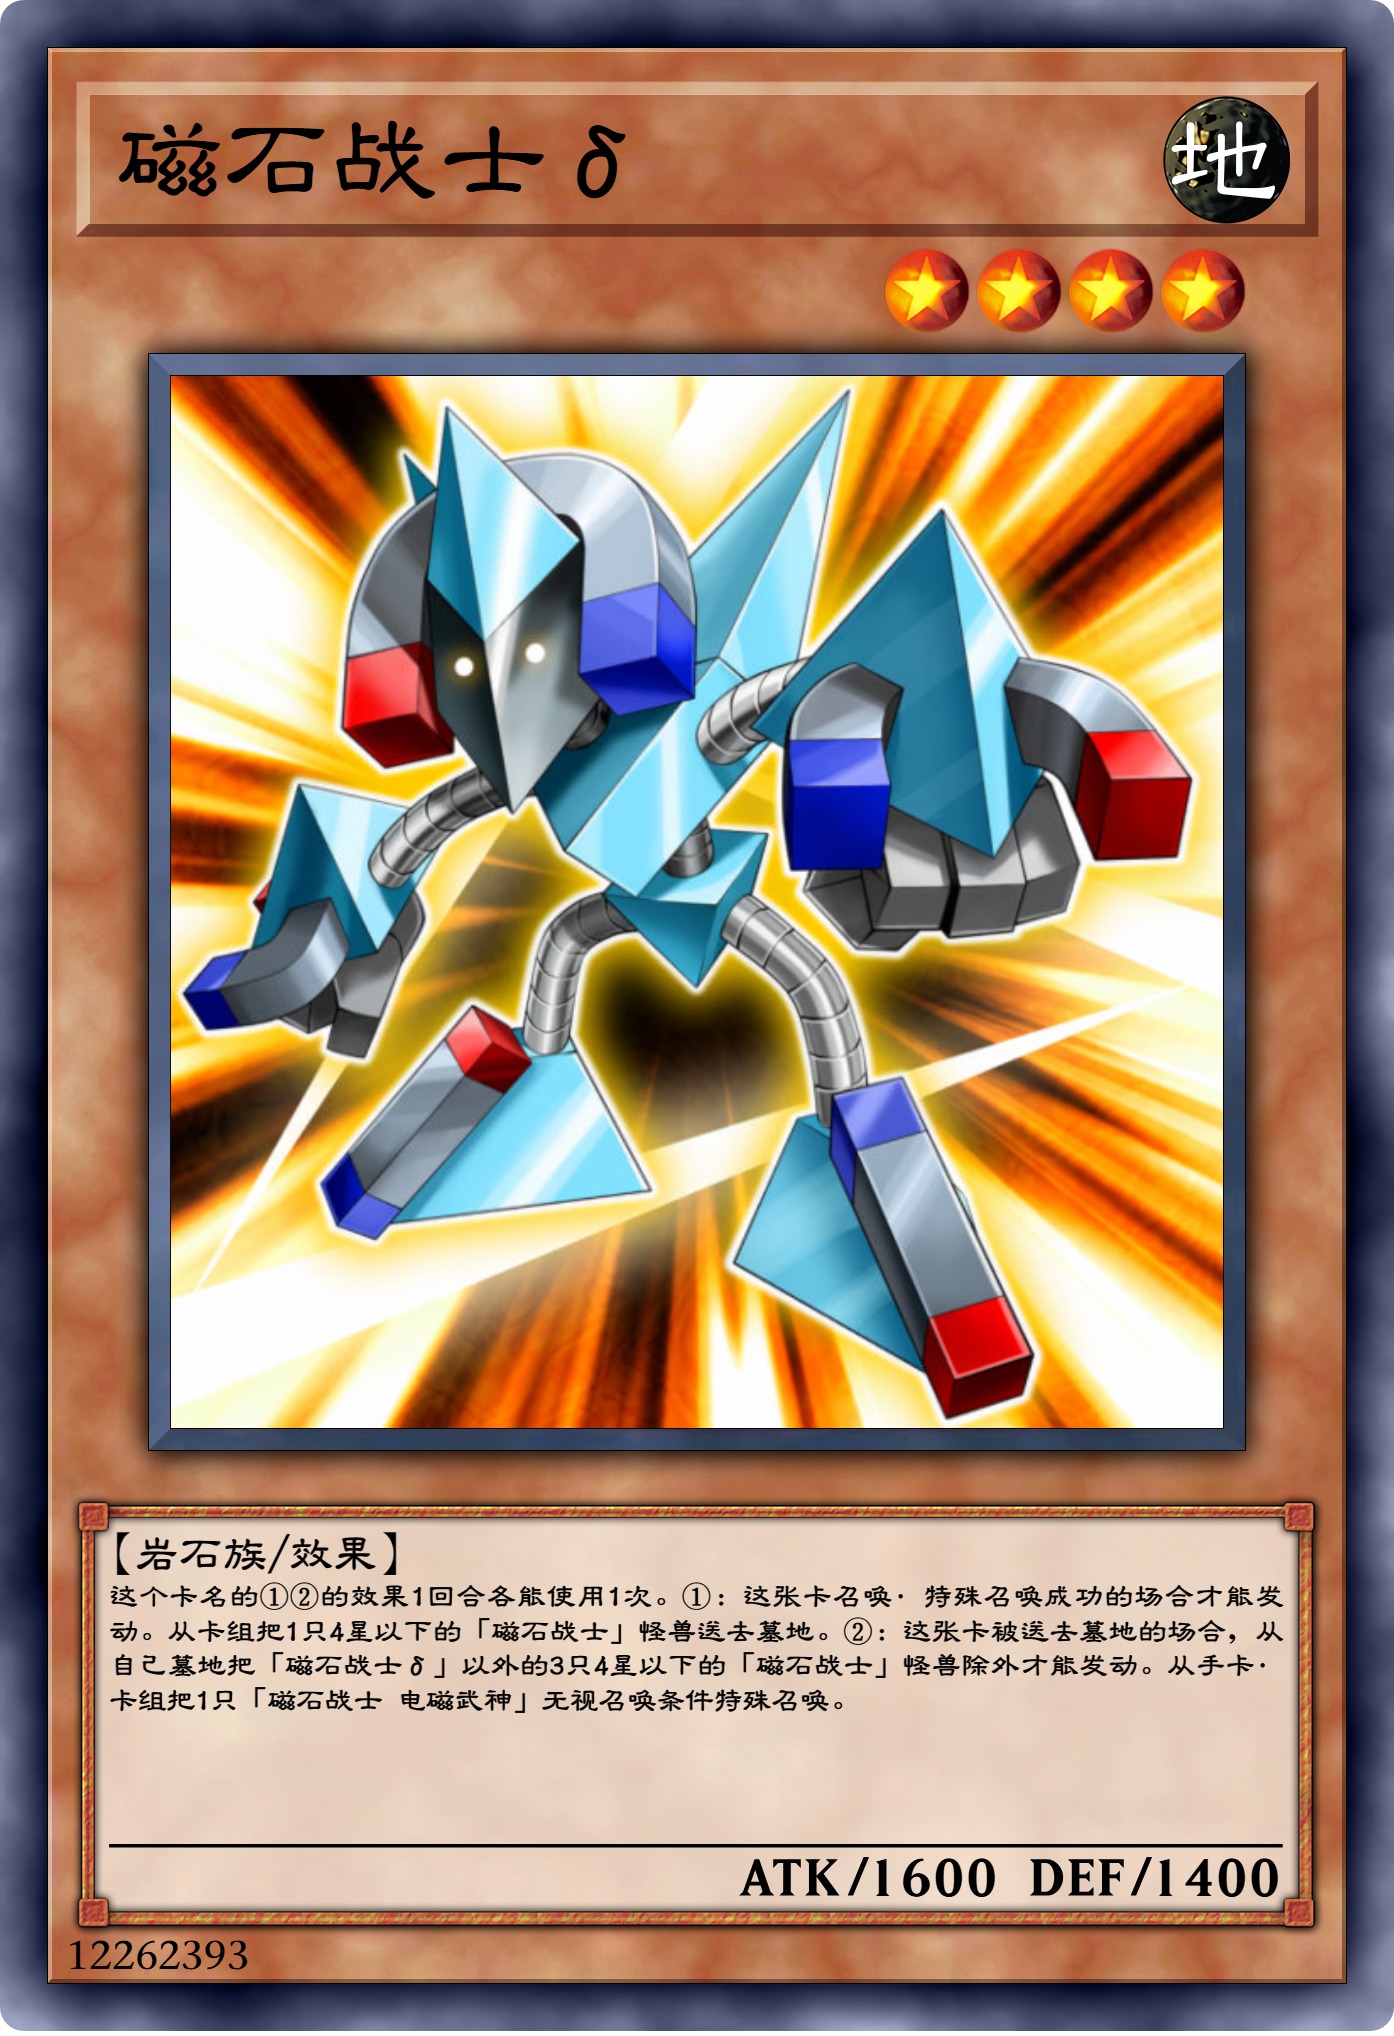 磁石战士δ
地
【岩石族/效果】
这个卡名的①②的效果1回合各能使用1次。①：这张卡召唤·特殊召唤成功的场合才能发
动。从卡组把1只4星以下的「磁石战士」怪兽送去墓地。②：这张卡被送去墓地的场合，从
自己墓地把「磁石战士δ」以外的3只4星以下的「磁石战士」怪兽除外才能发动。从手卡·
卡组把1只「磁石战士 电磁武神」无视召唤条件特殊召唤。
ATK/1600 DEF/1400
12262393